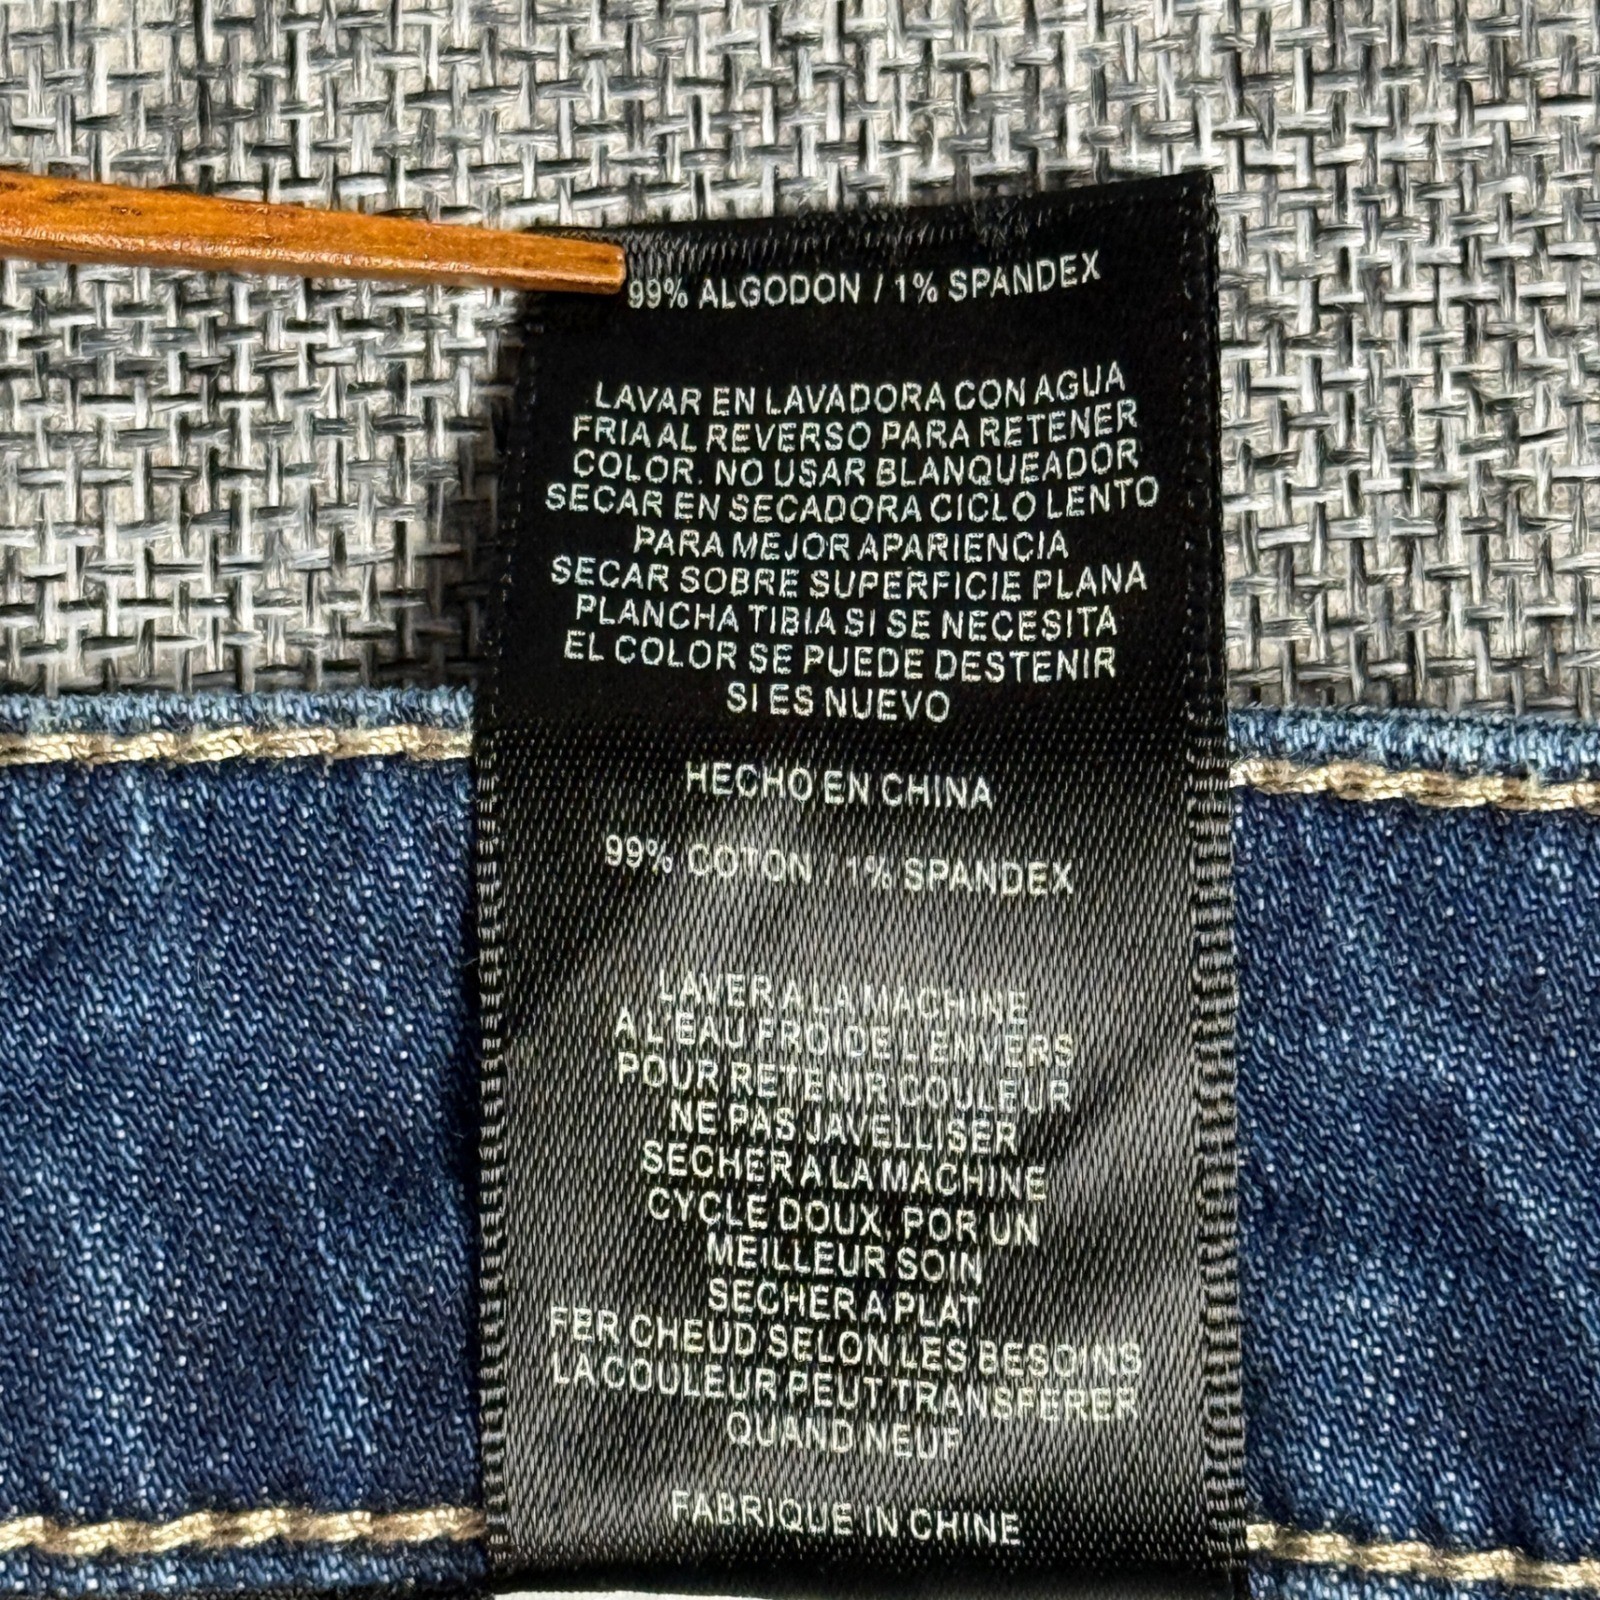 99% ALGODON / 1% SPANDEX
LAVAR EN LAVADORA CON AGUA
FRIA AL REVERSO PARA RETENER
COLOR. NO USAR BLANQUEADOR
SECAR EN SECADORA CICLO LENTO
PARA MEJOR APARIENCIA
SECAR SOBRE SUPERFICIE PLANA
PLANCHA TIBIA SI SE NECESITA
EL COLOR SE PUEDE DESTENIR
SI ES NUEVO
HECHO EN CHINA
99% COTON / 1% SPANDEX
LAVER A LA MACHINE
A L'EAU FROIDE L'ENVERS
POUR RETENIR COULEUR
NE PAS JAVELLISER
SECHER A LA MACHINE
CYCLE DOUX, POR UN
MEILLEUR SOIN
SECHER A PLAT
FER CHEUD SELON LES BESOINS
LA COULEUR PEUT TRANSFERER
QUAND NEUF
FABRIQUE IN CHINE